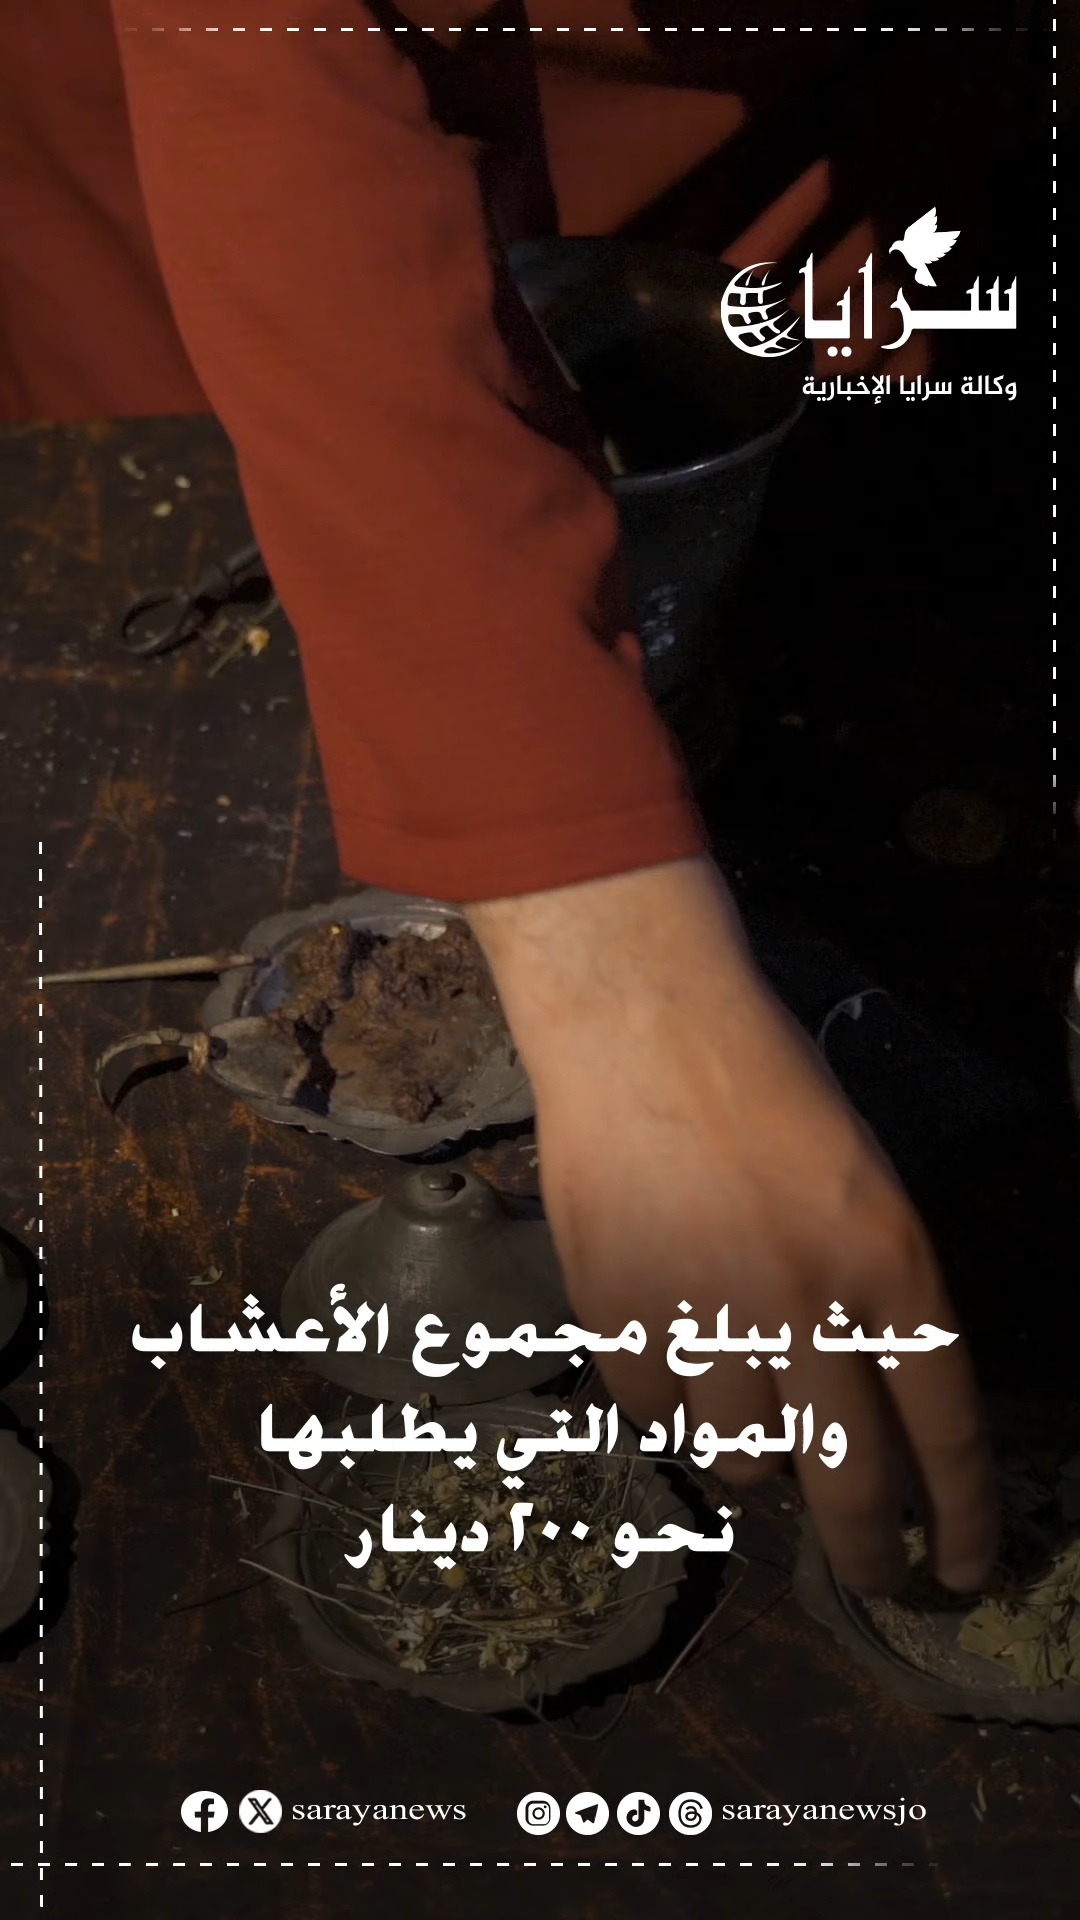 سرايا
وكالة سرايا الإخبارية
حيث يبلغ مجموع الأعشاب
والمواد التي يطلبها
نحو ٢٠٠ دينار
sarayanews
sarayanewsjo